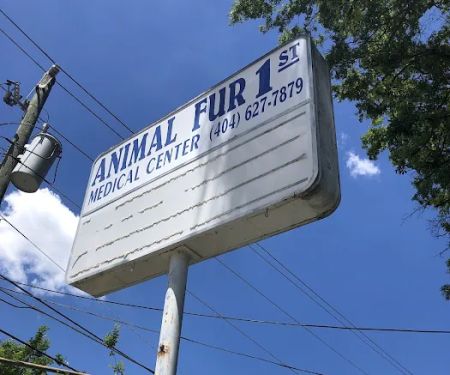 ANIMAL FUR 1ST
MEDICAL CENTER (404) 627-7879